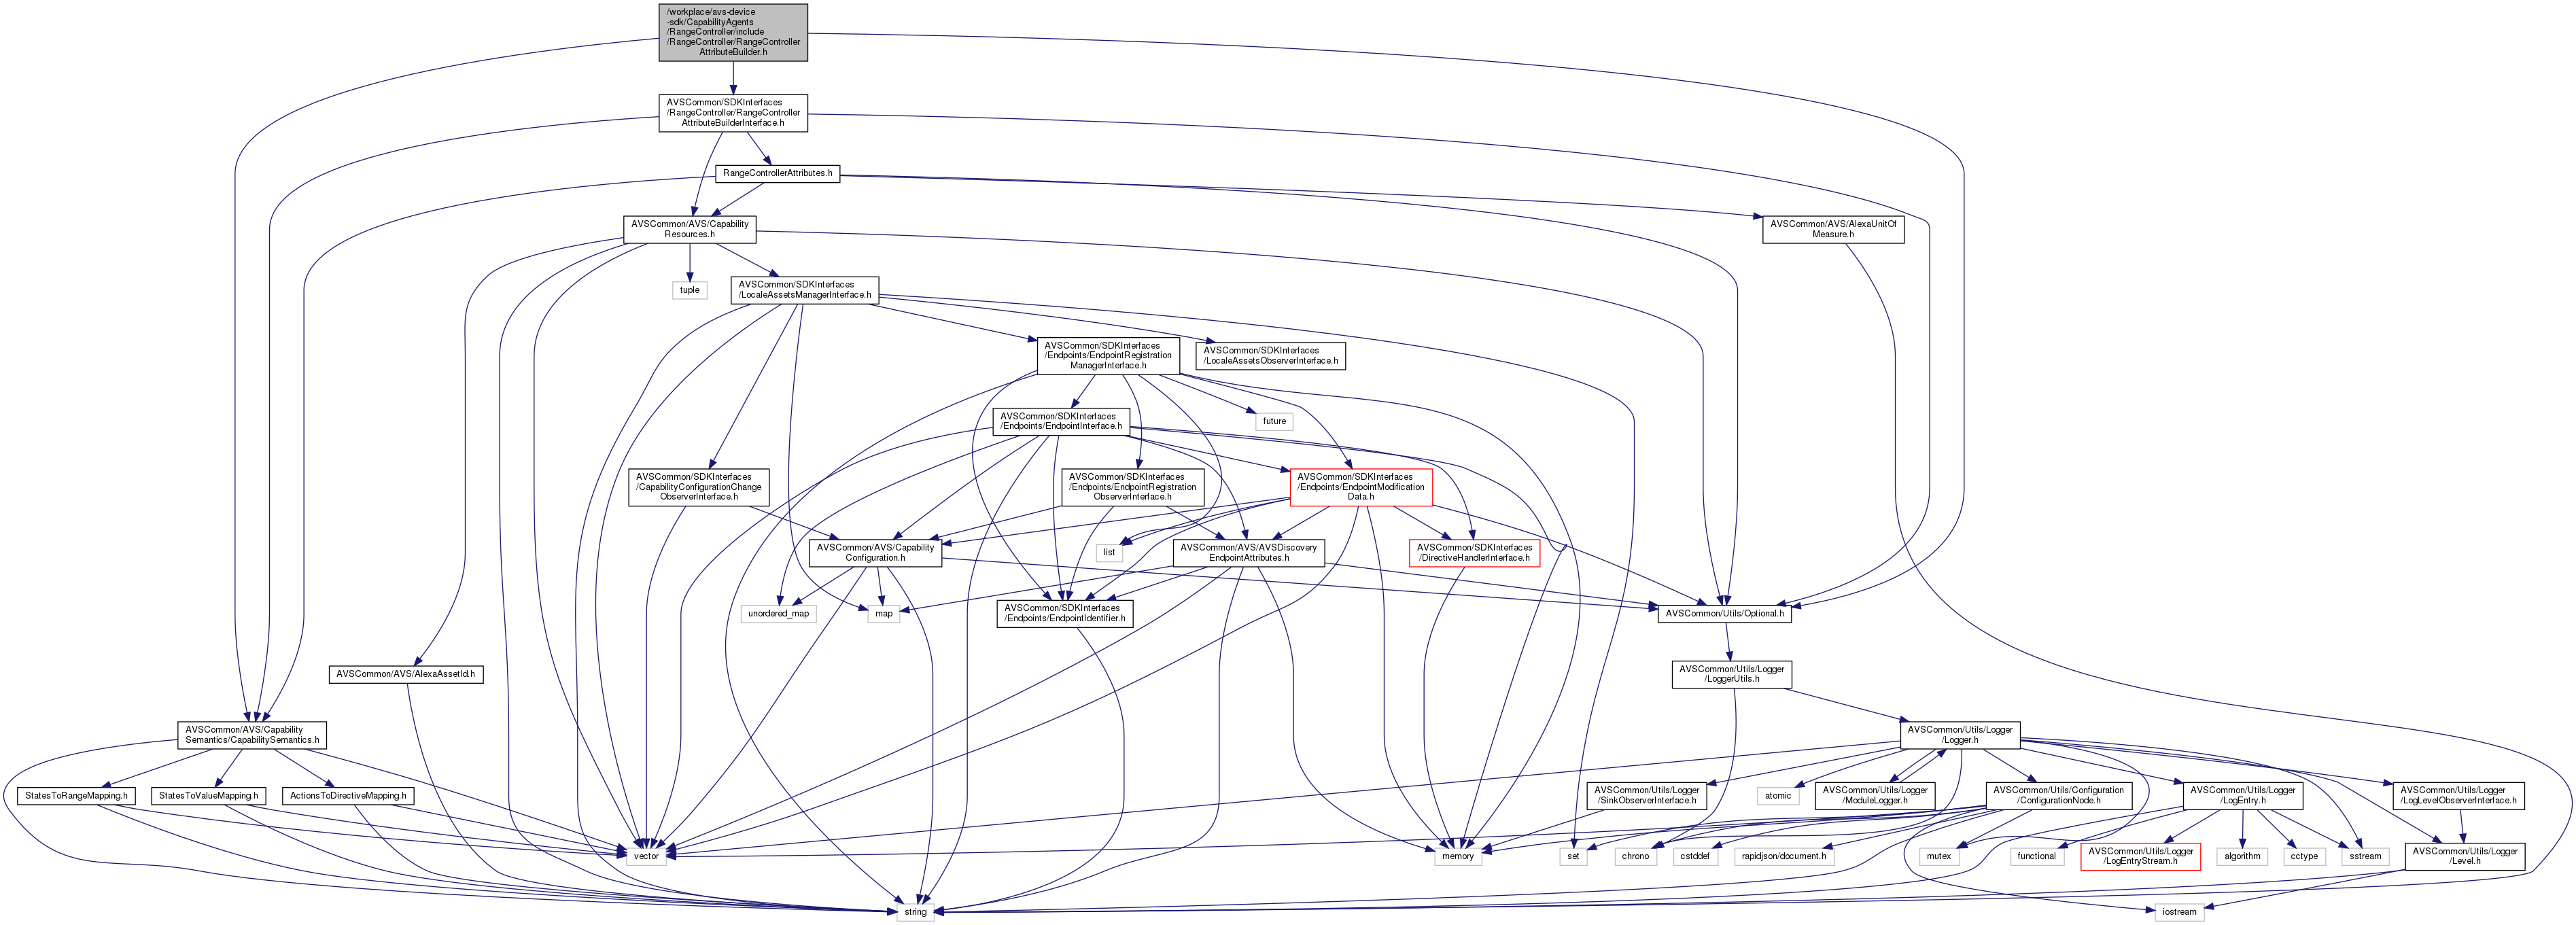 /workplace/avs-device
-sdk/CapabilityAgents
/RangeController/include
/RangeController/RangeController
AttributeBuilder.h
AVSCommon/SDKInterfaces
/RangeController/RangeController
AttributeBuilderInterface.h
RangeControllerAttributes.h
AVSCommon/AVS/Capability
Resources.h
AVSCommon/AVS/AlexaUnitOf
Measure.h
tuple
AVSCommon/SDKInterfaces
/LocaleAssetsManagerInterface.h
AVSCommon/SDKInterfaces
/Endpoints/EndpointRegistration
ManagerInterface.h
AVSCommon/SDKInterfaces
/LocaleAssetsObserverInterface.h
AVSCommon/SDKInterfaces
/Endpoints/EndpointInterface.h
future
AVSCommon/SDKInterfaces
/CapabilityConfigurationChange
ObserverInterface.h
AVSCommon/SDKInterfaces
/Endpoints/EndpointRegistration
ObserverInterface.h
AVSCommon/SDKInterfaces
/Endpoints/EndpointModification
Data.h
AVSCommon/AVS/Capability
Configuration.h
list
AVSCommon/AVS/AVSDiscovery
EndpointAttributes.h
AVSCommon/SDKInterfaces
/DirectiveHandlerInterface.h
unordered_map
map
AVSCommon/SDKInterfaces
/Endpoints/EndpointIdentifier.h
AVSCommon/Utils/Optional.h
AVSCommon/AVS/AlexaAssetId.h
AVSCommon/Utils/Logger
/LoggerUtils.h
AVSCommon/AVS/Capability
Semantics/CapabilitySemantics.h
AVSCommon/Utils/Logger
/Logger.h
StatesToRangeMapping.h
StatesToValueMapping.h
ActionsToDirectiveMapping.h
AVSCommon/Utils/Logger
/SinkObserverInterface.h
atomic
AVSCommon/Utils/Logger
/ModuleLogger.h
AVSCommon/Utils/Configuration
/ConfigurationNode.h
AVSCommon/Utils/Logger
/LogEntry.h
AVSCommon/Utils/Logger
/LogLevelObserverInterface.h
vector
memory
set
chrono
cstddef
rapidjson/document.h
mutex
functional
AVSCommon/Utils/Logger
/LogEntryStream.h
algorithm
cctype
sstream
AVSCommon/Utils/Logger
/Level.h
string
iostream